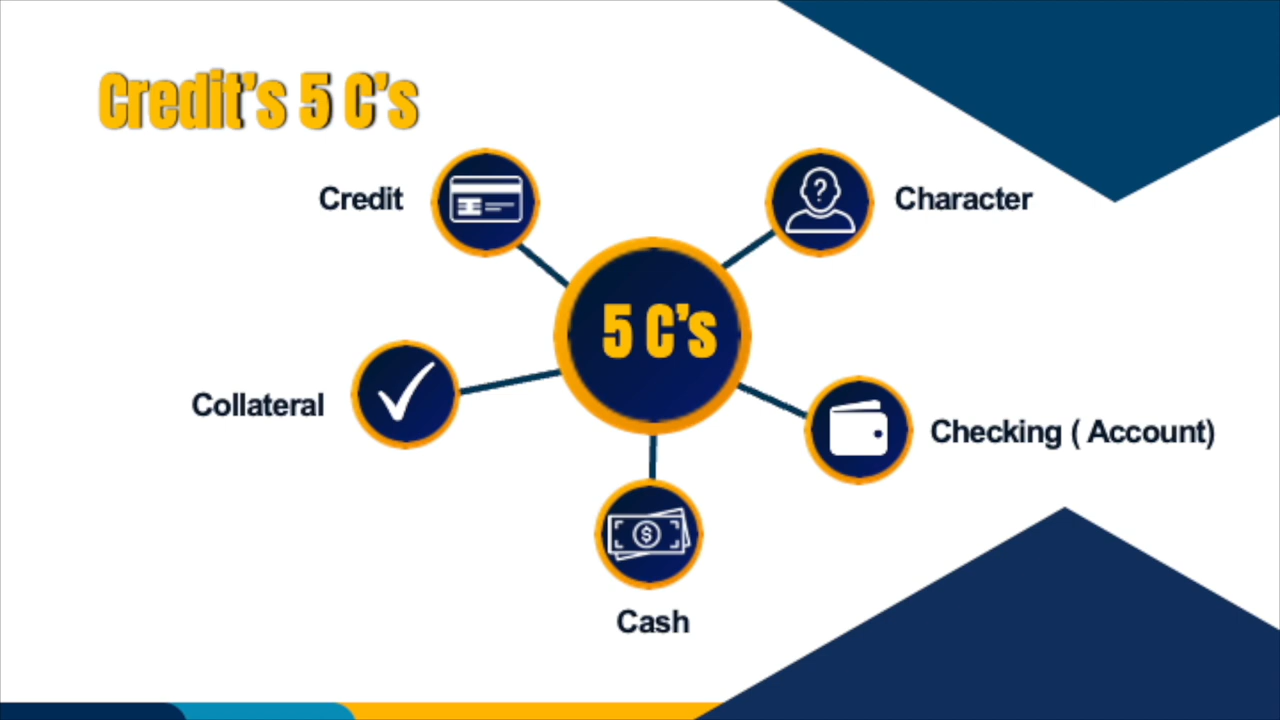 Credit's 5 C's
Credit
Character
5 C's
Collateral
Checking ( Account)
$
Cash